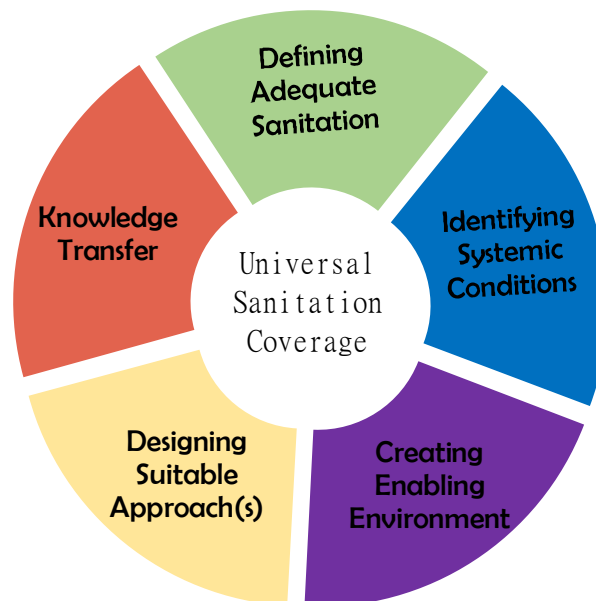 Defining
Adequate
Sanitation
Identifying
Systemic
Conditions
Creating
Enabling
Environment
Designing
Suitable
Approach(s)
Knowledge
Transfer
Universal
Sanitation
Coverage